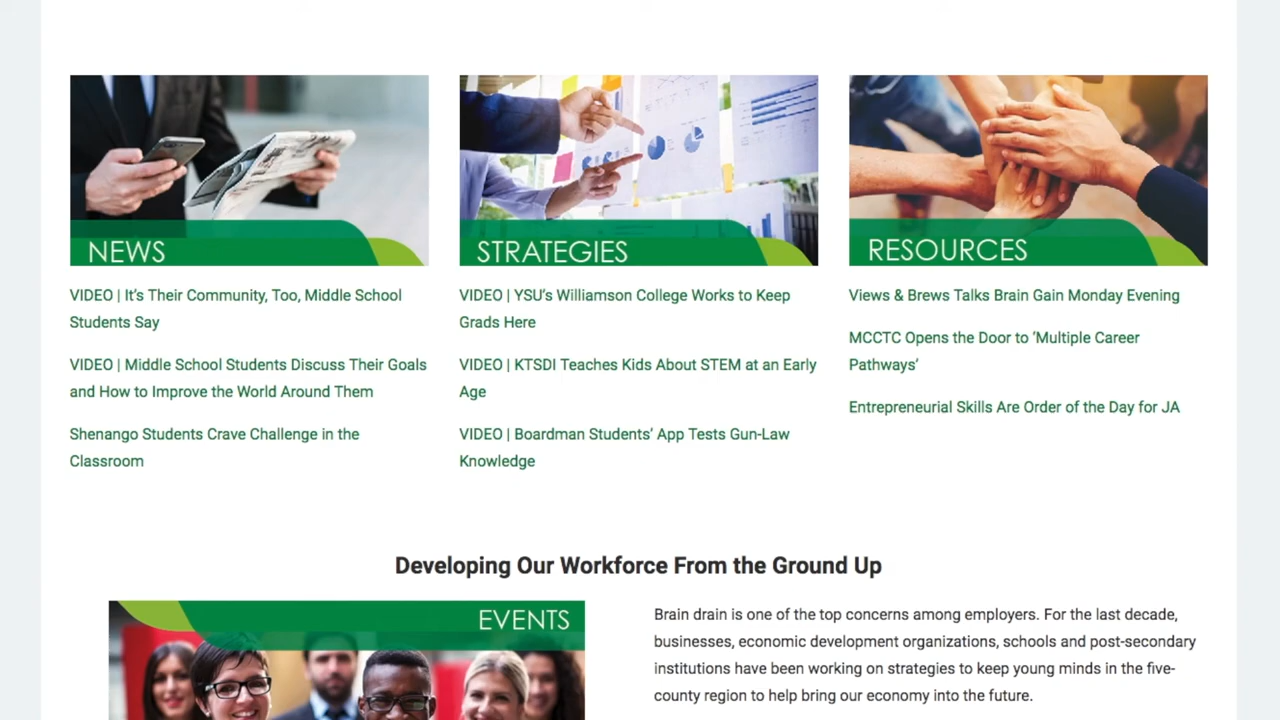 NEWS
VIDEO | It's Their Community, Too, Middle School
Students Say
VIDEO | Middle School Students Discuss Their Goals
and How to Improve the World Around Them
Shenango Students Crave Challenge in the
Classroom
STRATEGIES
VIDEO | YSU's Williamson College Works to Keep
Grads Here
VIDEO | KTSDI Teaches Kids About STEM at an Early
Age
VIDEO | Boardman Students' App Tests Gun-Law
Knowledge
RESOURCES
Views & Brews Talks Brain Gain Monday Evening
MCCTC Opens the Door to ‘Multiple Career
Pathways’
Entrepreneurial Skills Are Order of the Day for JA
Developing Our Workforce From the Ground Up
EVENTS
Brain drain is one of the top concerns among employers. For the last decade,
businesses, economic development organizations, schools and post-secondary
institutions have been working on strategies to keep young minds in the five-
county region to help bring our economy into the future.